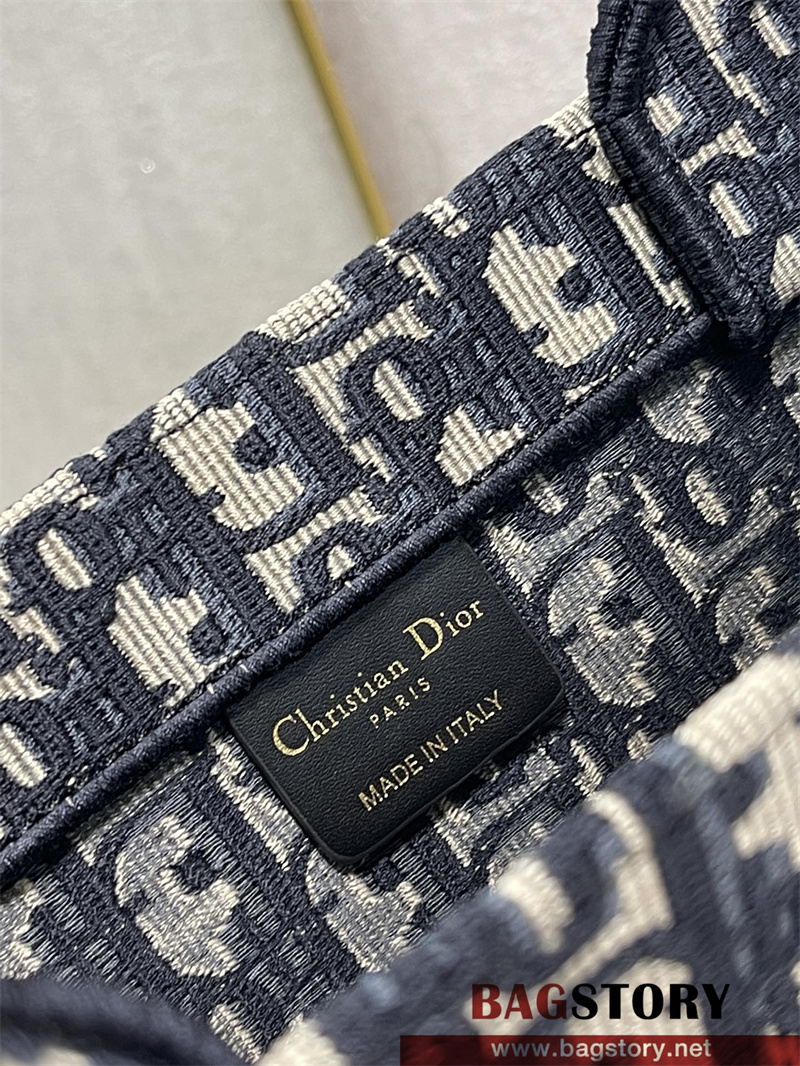 Christian Dior
PARIS
MADE IN ITALY
BAGSTORY
www.bagstory.net